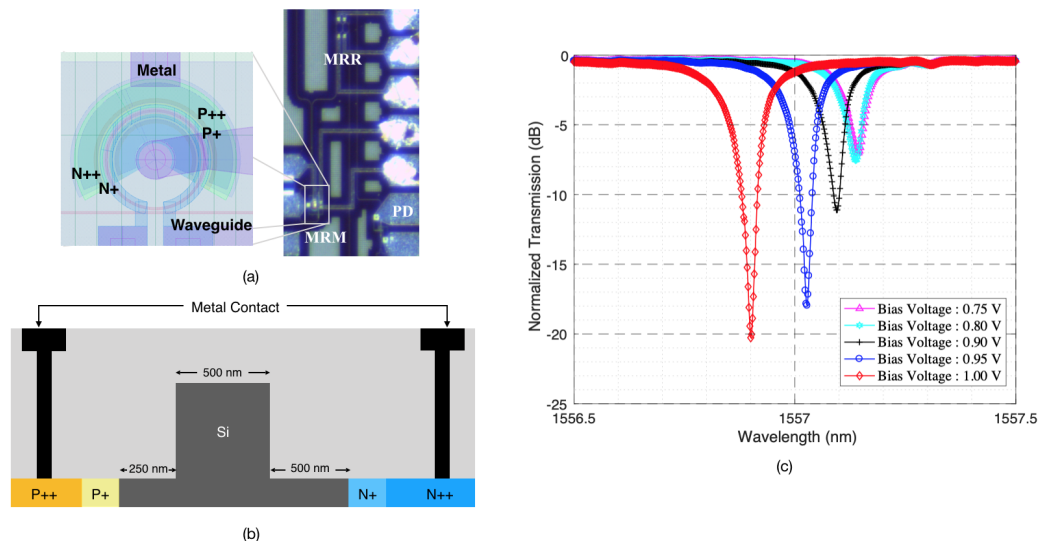 Metal
P++
P+
N++
N+
Waveguide
MRR
PD
MRM
(a)
Metal Contact
500 nm
Si
250 nm
500 nm
P++
P+
N+
N++
(b)
0
-5
-10
-15
-20
-25
Normalized Transmission (dB)
Bias Voltage : 0.75 V
Bias Voltage : 0.80 V
Bias Voltage : 0.90 V
Bias Voltage : 0.95 V
Bias Voltage : 1.00 V
1556.5
1557
1557.5
Wavelength (nm)
(c)